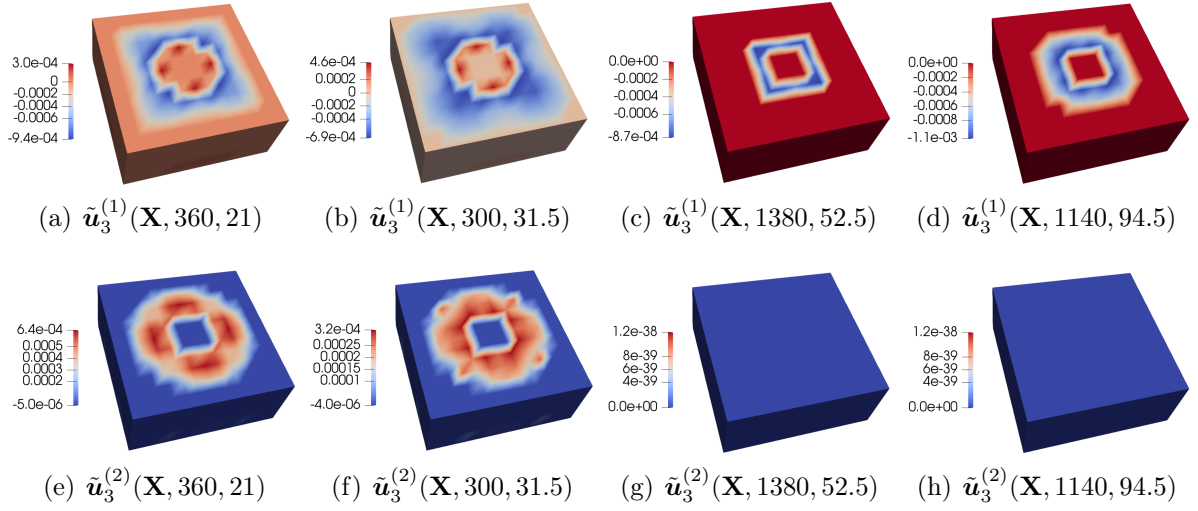 3.0e-04
0
-0.0002
-0.0004
-0.0006
-9.4e-04
4.6e-04
0.0002
0
-0.0002
-0.0004
-6.9e-04
0.0e+00
-0.0002
-0.0004
-0.0006
-8.7e-04
0.0e+00
-0.0002
-0.0004
-0.0006
-0.0008
-1.1e-03
(a) ũ₃⁽¹⁾(X, 360, 21)
(b) ũ₃⁽¹⁾(X, 300, 31.5)
(c) ũ₃⁽¹⁾(X, 1380, 52.5)
(d) ũ₃⁽¹⁾(X, 1140, 94.5)
6.4e-04
0.0005
0.0004
0.0003
0.0002
-5.0e-06
3.2e-04
0.00025
0.0002
0.00015
0.0001
-4.0e-06
1.2e-38
8e-39
6e-39
4e-39
0.0e+00
1.2e-38
8e-39
6e-39
4e-39
0.0e+00
(e) ũ₃⁽²⁾(X, 360, 21)
(f) ũ₃⁽²⁾(X, 300, 31.5)
(g) ũ₃⁽²⁾(X, 1380, 52.5)
(h) ũ₃⁽²⁾(X, 1140, 94.5)